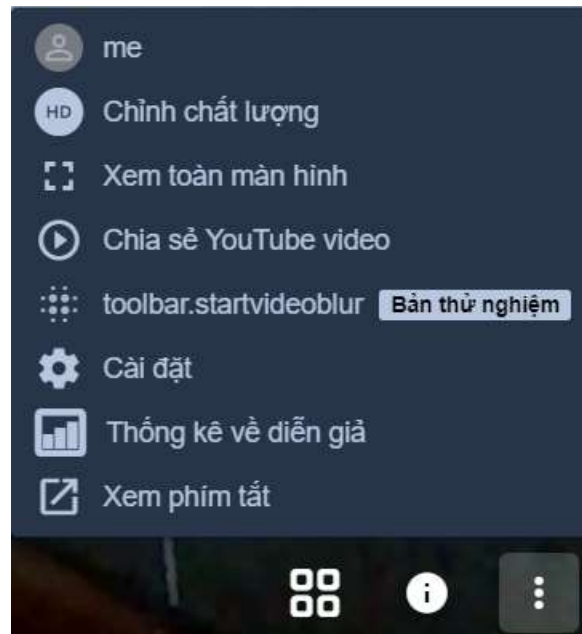 me
HD Chỉnh chất lượng
Xem toàn màn hình
Chia sẻ YouTube video
toolbar.startvideoblur Bản thử nghiệm
Cài đặt
Thống kê về diễn giả
Xem phím tắt